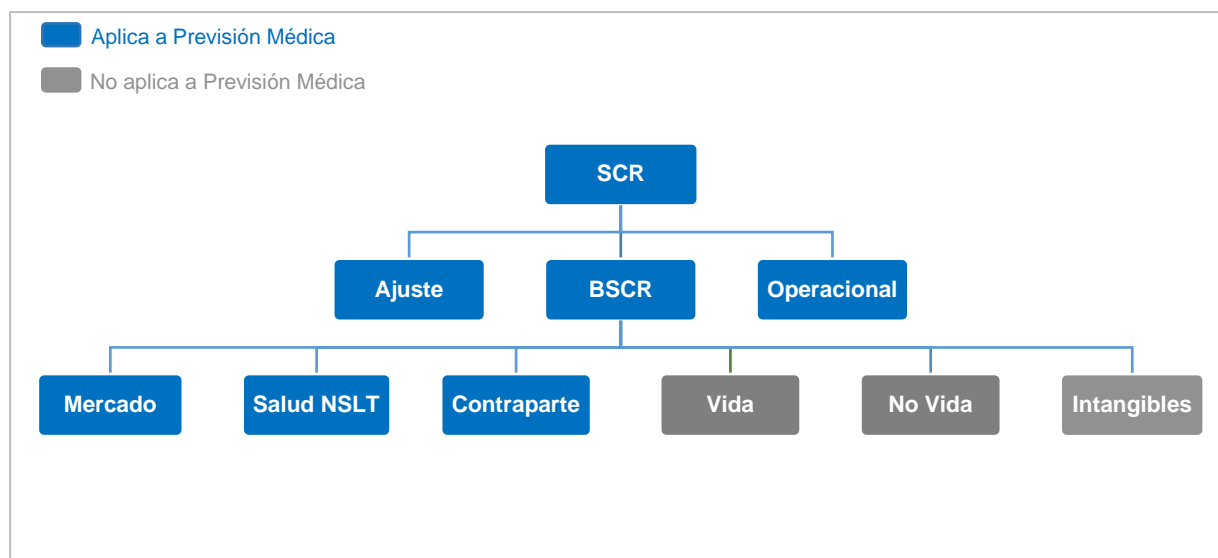 Aplica a Previsión Médica
No aplica a Previsión Médica
SCR
Ajuste
BSCR
Operacional
Mercado
Salud NSLT
Contraparte
Vida
No Vida
Intangibles